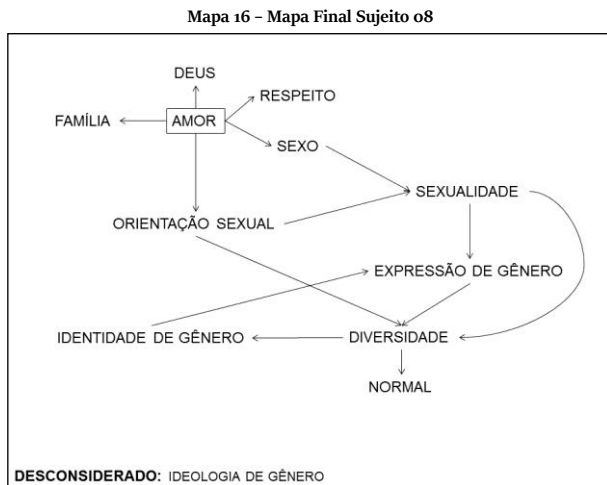 Mapa 16 – Mapa Final Sujeito 08
DEUS
RESPEITO
FAMÍLIA
AMOR
SEXO
SEXUALIDADE
ORIENTAÇÃO SEXUAL
EXPRESSÃO DE GÊNERO
IDENTIDADE DE GÊNERO
DIVERSIDADE
NORMAL
DESCONSIDERADO: IDEOLOGIA DE GÊNERO